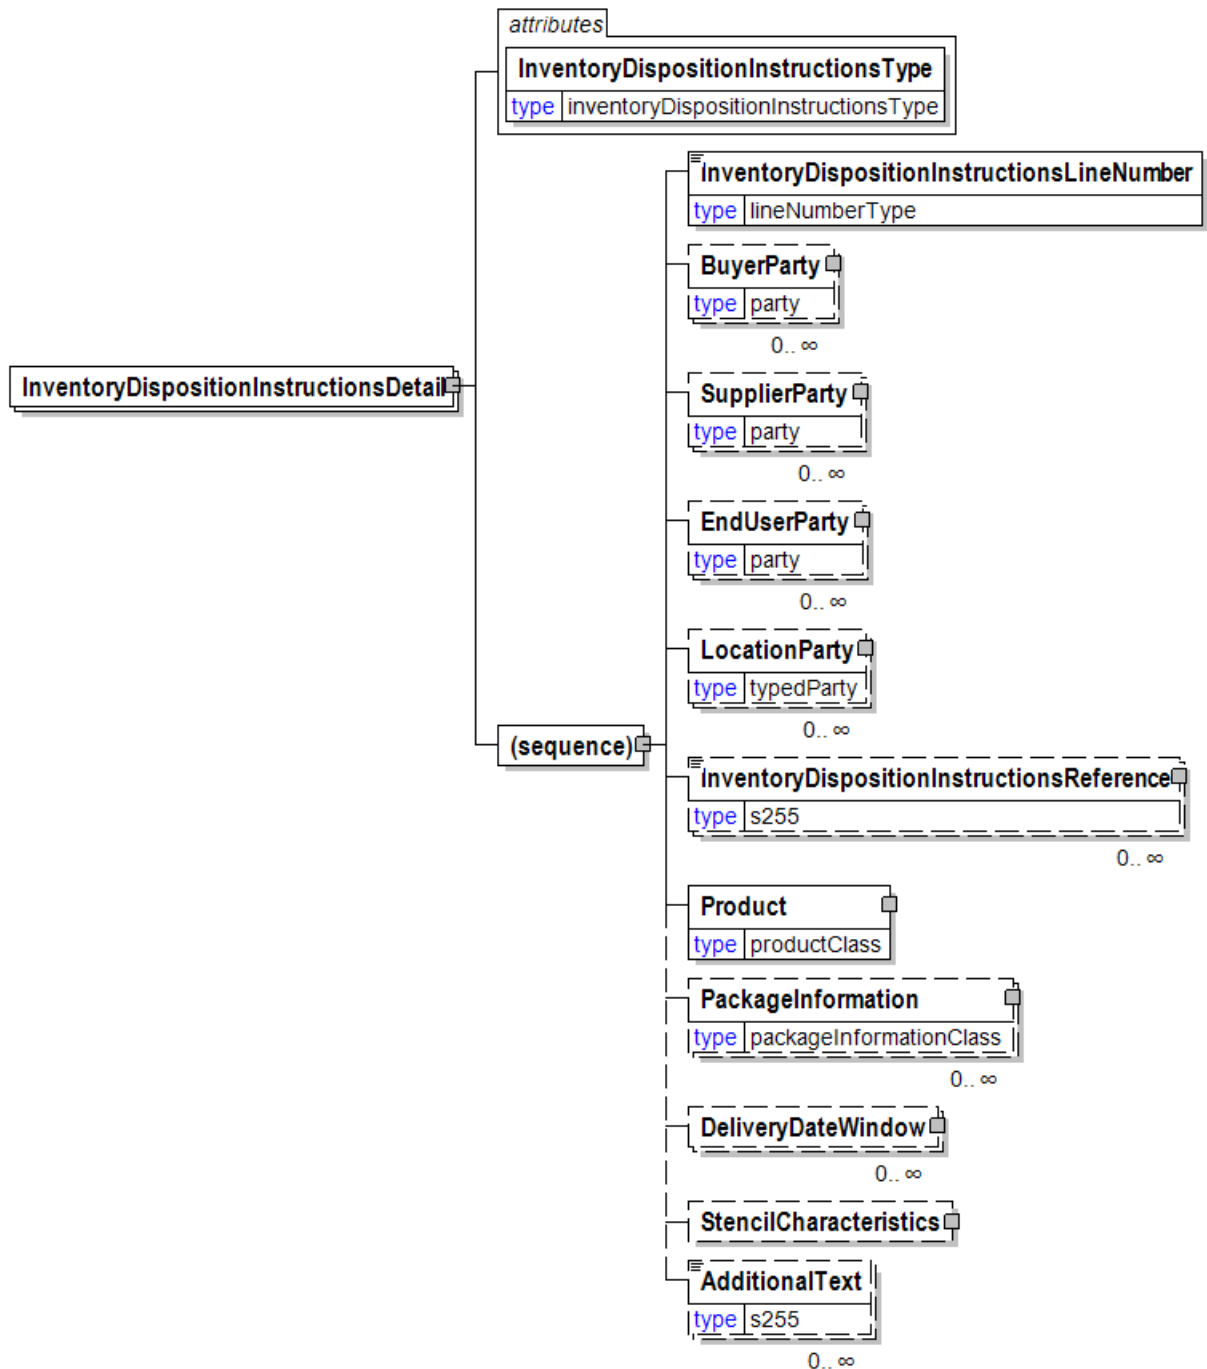 attributes
InventoryDispositionInstructionsType
type inventoryDispositionInstructionsType
InventoryDispositionInstructionsLineNumber
type lineNumberType
BuyerParty
type party
0.. ∞
InventoryDispositionInstructionsDetail
SupplierParty
type party
0.. ∞
EndUserParty
type party
0.. ∞
LocationParty
type typedParty
0.. ∞
(sequence)
InventoryDispositionInstructionsReference
type s255
0.. ∞
Product
type productClass
PackageInformation
type packageInformationClass
0.. ∞
DeliveryDateWindow
0.. ∞
StencilCharacteristics
AdditionalText
type s255
0.. ∞